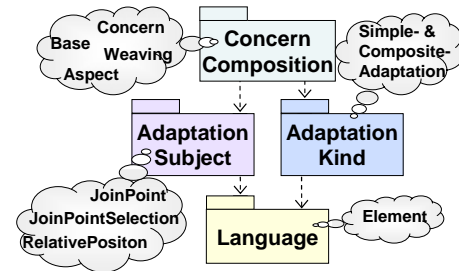 Concern
Base
Weaving
Aspect
Concern
Composition
Simple- &
Composite-
Adaptation
Adaptation
Subject
Adaptation
Kind
JoinPoint
JoinPointSelection
RelativePositon
Language
Element